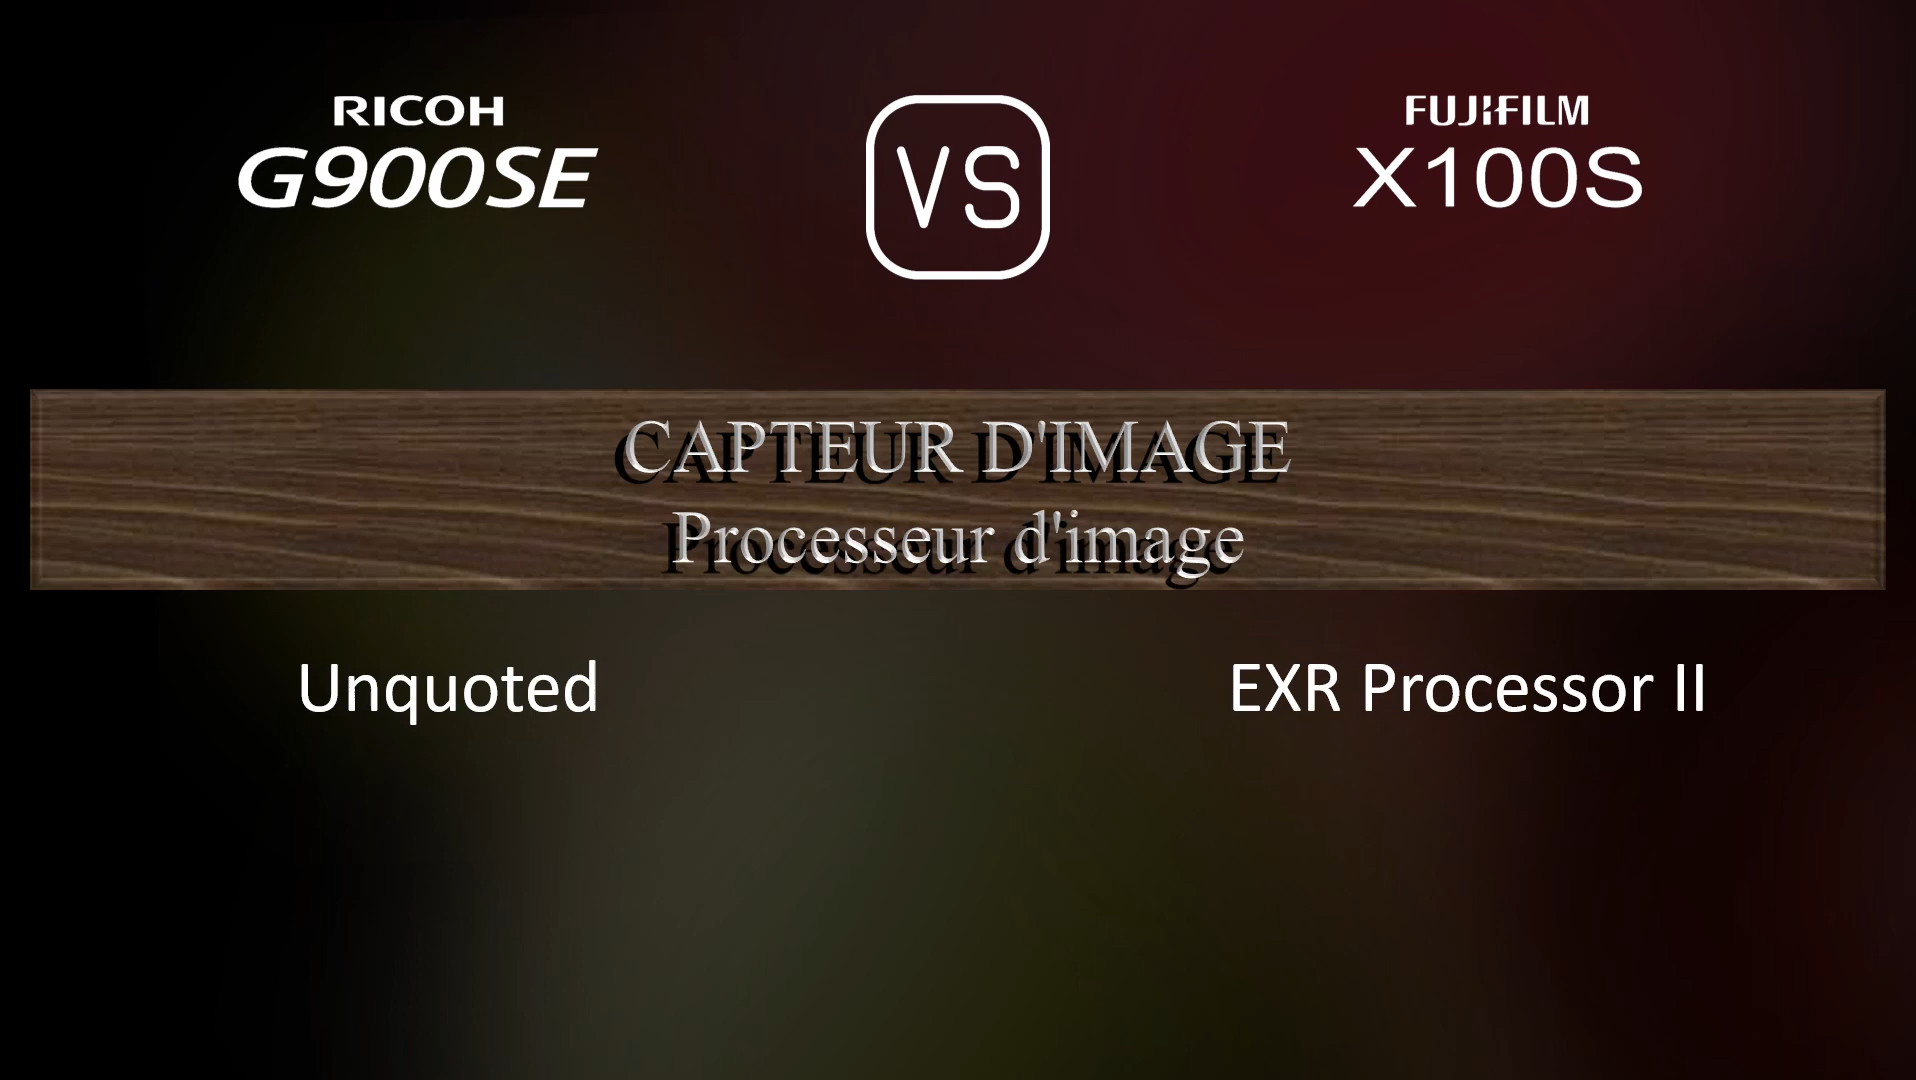 RICOH
G900SE
VS
FUJIFILM
X100S
CAPTEUR D'IMAGE
Processeur d'image
Unquoted
EXR Processor II